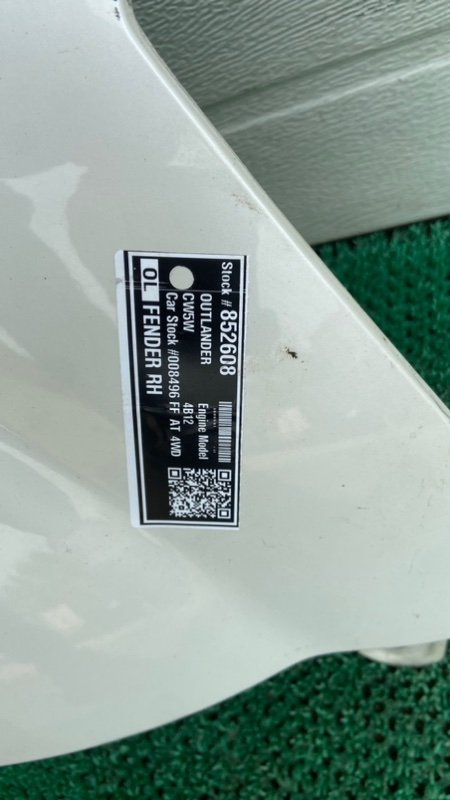 Stock # 852608
OUTLANDER
CW5W
Engine Model
4B12
Car Stock #008496 FF AT 4WD
OL FENDER RH